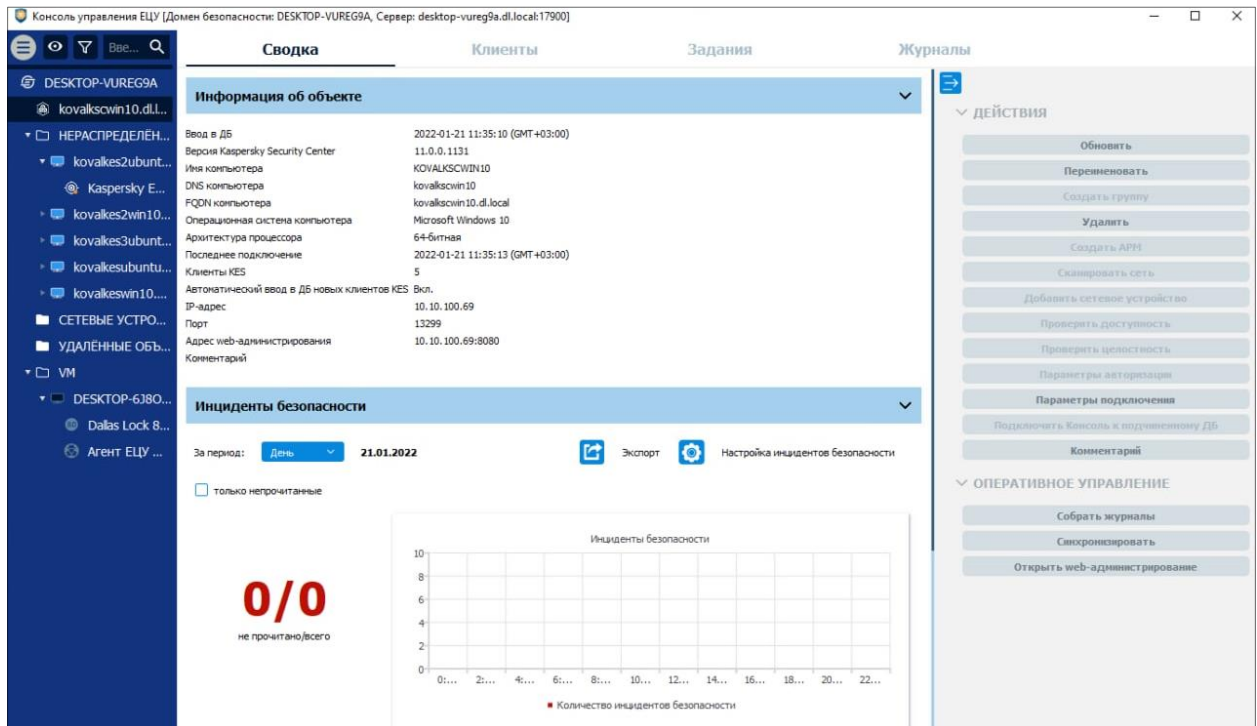 Консоль управления ЕЦУ [Домен безопасности: DESKTOP-VUREG9A, Сервер: desktop-vureg9a.dl.local:17900]
Вве...
Сводка Клиенты Задания Журналы
DESKTOP-VUREG9A
kovalkscwin10.dl.l...
НЕРАСПРЕДЕЛЁН...
kovalkes2ubunt...
Kaspersky E...
kovalkes2win10...
kovalkes3ubunt...
kovalkesubuntu...
kovalkeswin10....
СЕТЕВЫЕ УСТРО...
УДАЛЁННЫЕ ОБЪ...
VM
DESKTOP-6J8O...
Dallas Lock 8...
Агент ЕЦУ ...
Информация об объекте
Ввод в ДБ 2022-01-21 11:35:10 (GMT+03:00)
Версия Kaspersky Security Center 11.0.0.1131
Имя компьютера KOVALKSCWIN10
DNS компьютера kovalkscwin10
FQDN компьютера kovalkscwin10.dl.local
Операционная система компьютера Microsoft Windows 10
Архитектура процессора 64-битная
Последнее подключение 2022-01-21 11:35:13 (GMT+03:00)
Клиенты KES 5
Автоматический ввод в ДБ новых клиентов KES Вкл.
IP-адрес 10.10.100.69
Порт 13299
Адрес web-администрирования 10.10.100.69:8080
Комментарий
Инциденты безопасности
За период: День 21.01.2022 Экспорт Настройка инцидентов безопасности
только непрочитанные
0/0
не прочитано/всего
Инциденты безопасности
10
8
6
4
2
0
0:... 2:... 4:... 6:... 8:... 10... 12... 14... 16... 18... 20... 22...
Количество инцидентов безопасности
ДЕЙСТВИЯ
Обновить
Переименовать
Создать группу
Удалить
Создать АРМ
Сканировать сеть
Добавить сетевое устройство
Проверить доступность
Проверить целостность
Параметры авторизации
Параметры подключения
Подключить Консоль к подчиненному ДБ
Комментарий
ОПЕРАТИВНОЕ УПРАВЛЕНИЕ
Собрать журналы
Синхронизировать
Открыть web-администрирование